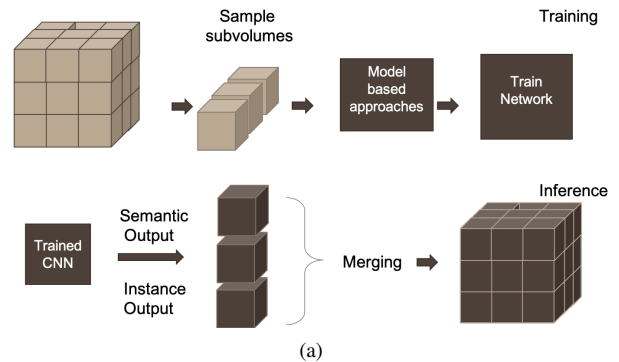 Sample
subvolumes
Training
Model
based
approaches
Train
Network
Inference
Trained
CNN
Semantic
Output
Instance
Output
Merging
(a)